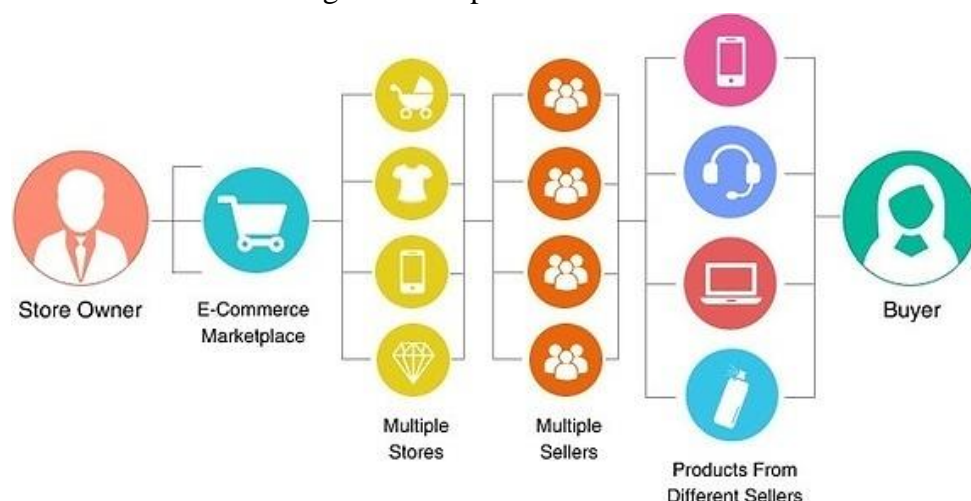 Store Owner
E-Commerce
Marketplace
Multiple
Stores
Multiple
Sellers
Products From
Different Sellers
Buyer